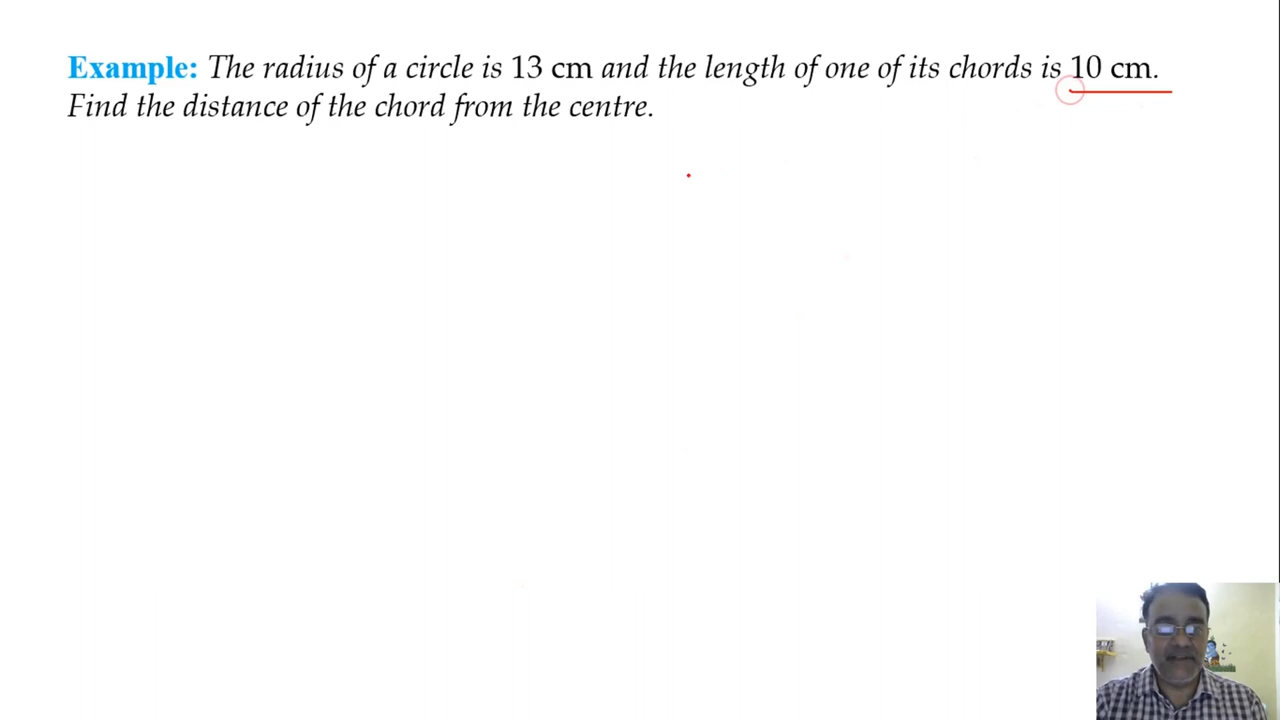 Example: The radius of a circle is 13 cm and the length of one of its chords is 10 cm.
Find the distance of the chord from the centre.